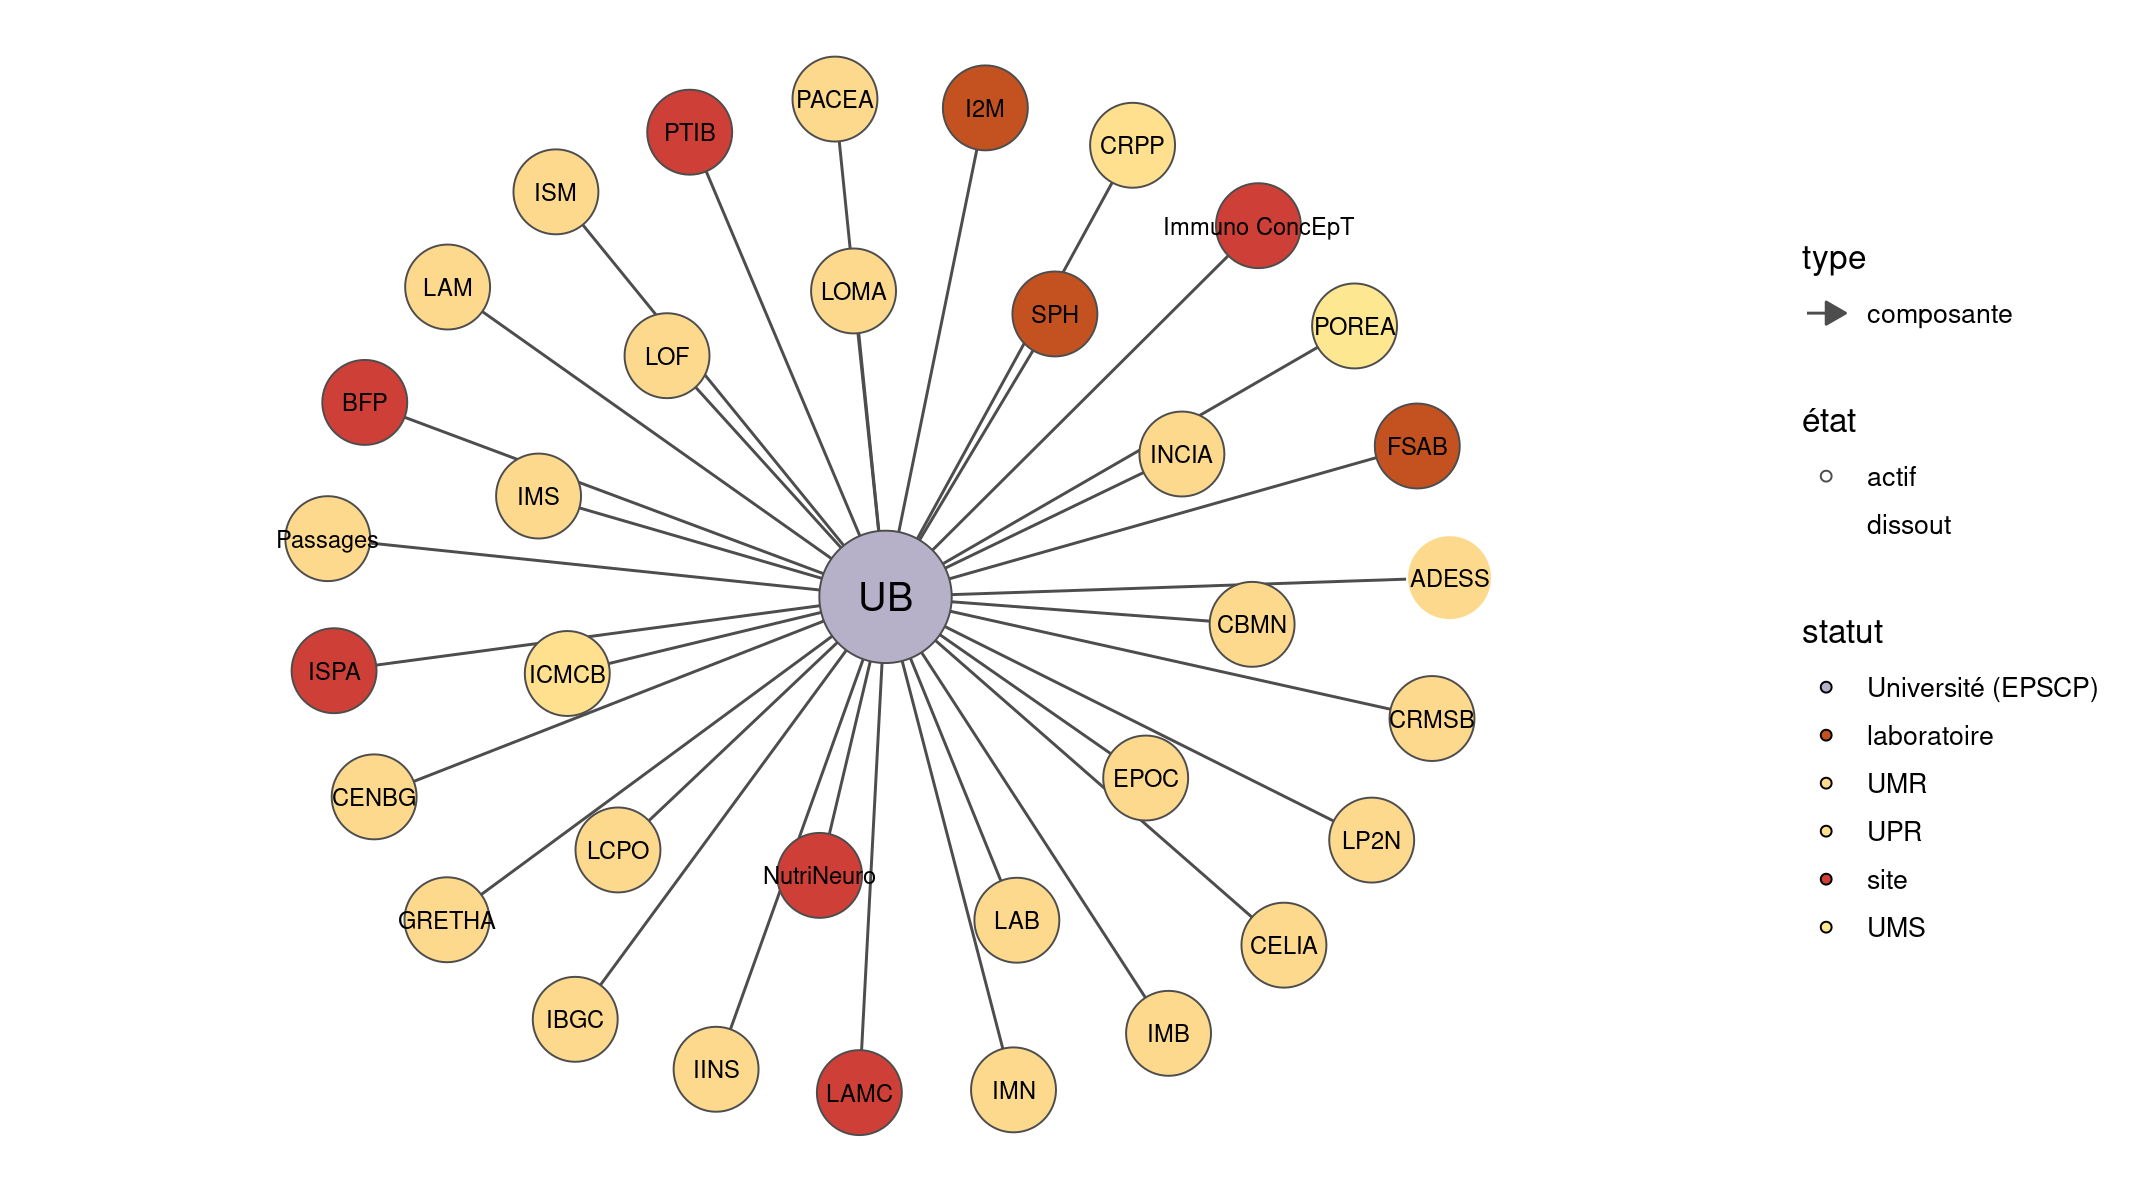 PACEA
I2M
PTIB
CRPP
ISM
Immuno ConcEpT
LAM
LOMA
SPH
POREA
LOF
BFP
INCIA
FSAB
IMS
Passages
ADESS
UB
CBMN
ISPA
ICMCB
CRMSB
CENBG
EPOC
LP2N
LCPO
NutriNeuro
GRETHA
LAB
CELIA
IBGC
IMB
IINS
LAMC
IMN
type
composante
état
actif
dissout
statut
Université (EPSCP)
laboratoire
UMR
UPR
site
UMS